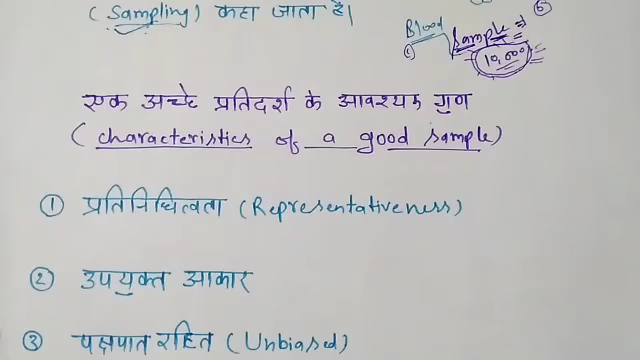 (Sampling) कहा जाता है।
Blood
Sample ⇒ ⑤
①
10,000
एक अच्छे प्रतिदर्श के आवश्यक गुण
(characteristics of a good sample)
① प्रतिनिधित्वता (Representativeness)
② उपयुक्त आकार
③ पक्षपात रहित (Unbiased)